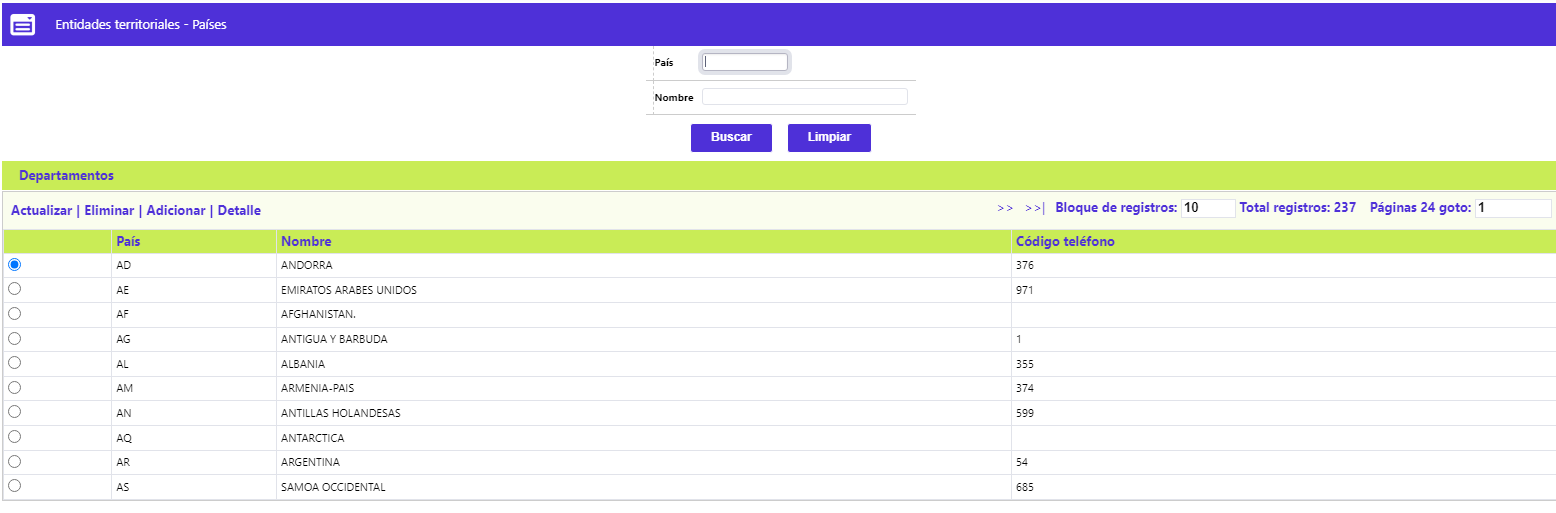 Entidades territoriales - Países
País
Nombre
Buscar Limpiar
Departamentos
Actualizar | Eliminar | Adicionar | Detalle >> >>| Bloque de registros: 10 Total registros: 237 Páginas 24 goto: 1
País Nombre Código teléfono
AD ANDORRA 376
AE EMIRATOS ARABES UNIDOS 971
AF AFGHANISTAN.
AG ANTIGUA Y BARBUDA 1
AL ALBANIA 355
AM ARMENIA-PAIS 374
AN ANTILLAS HOLANDESAS 599
AQ ANTARCTICA
AR ARGENTINA 54
AS SAMOA OCCIDENTAL 685